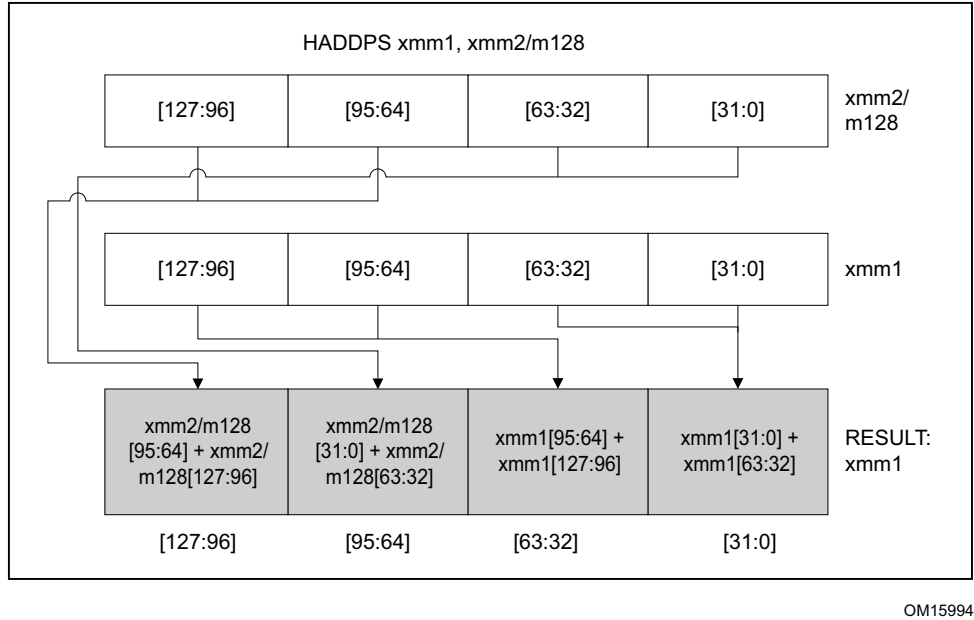 HADDPS xmm1, xmm2/m128
[127:96] [95:64] [63:32] [31:0]
xmm2/
m128
[127:96] [95:64] [63:32] [31:0] xmm1
xmm2/m128
[95:64] + xmm2/
m128[127:96]
xmm2/m128
[31:0] + xmm2/
m128[63:32]
xmm1[95:64] +
xmm1[127:96]
xmm1[31:0] +
xmm1[63:32]
RESULT:
xmm1
[127:96] [95:64] [63:32] [31:0]
OM15994